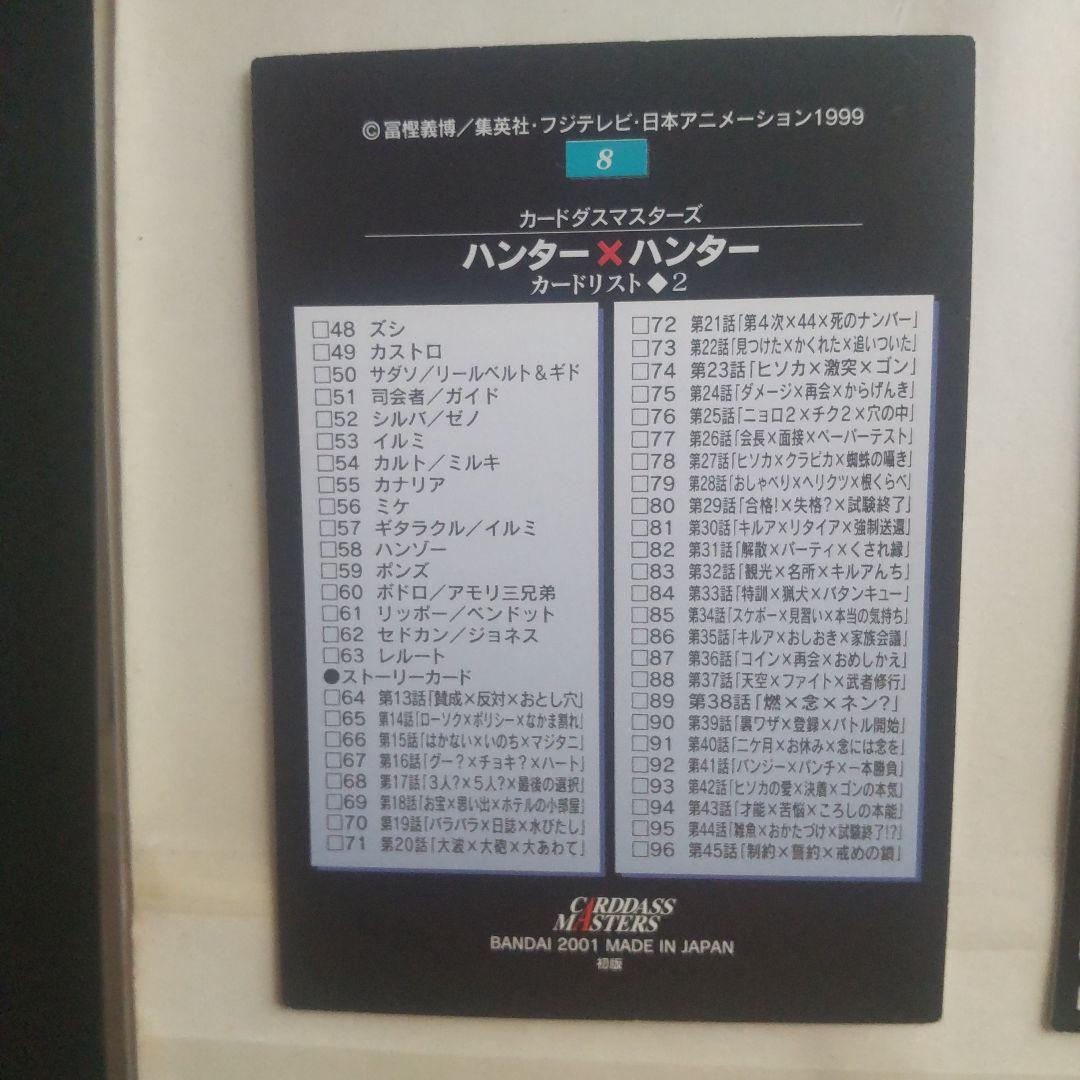 ©冨樫義博／集英社・フジテレビ・日本アニメーション1999
8
カードダスマスターズ
ハンター×ハンター
カードリスト◆2
□48 ズシ
□49 カストロ
□50 サダソ／リールベルト＆ギド
□51 司会者／ガイド
□52 シルバ／ゼノ
□53 イルミ
□54 カルト／ミルキ
□55 カナリア
□56 ミケ
□57 ギタラクル／イルミ
□58 ハンゾー
□59 ポンズ
□60 ボドロ／アモリ三兄弟
□61 リッポー／ベンドット
□62 セドカン／ジョネス
□63 レルート
●ストーリーカード
□64 第13話「賛成×反対×おとし穴」
□65 第14話「ローソク×ポリシー×なかま割れ」
□66 第15話「はかない×いのち×マジタニ」
□67 第16話「グー?×チョキ?×ハート」
□68 第17話「3人?×5人?×最後の選択」
□69 第18話「お宝×思い出×ホテルの小部屋」
□70 第19話「バラバラ×日誌×水びたし」
□71 第20話「大波×大砲×大あわて」
□72 第21話「第4次×44×死のナンバー」
□73 第22話「見つけた×かくれた×追いついた」
□74 第23話「ヒソカ×激突×ゴン」
□75 第24話「ダメージ×再会×からげんき」
□76 第25話「ニョロ2×チク2×穴の中」
□77 第26話「会長×面接×ペーパーテスト」
□78 第27話「ヒソカ×クラピカ×蜘蛛の囁き」
□79 第28話「おしゃべり×ヘリクツ×根くらべ」
□80 第29話「合格!×失格?×試験終了」
□81 第30話「キルア×リタイア×強制送還」
□82 第31話「解散×パーティ×くされ縁」
□83 第32話「観光×名所×キルアんち」
□84 第33話「特訓×猟犬×バタンキュー」
□85 第34話「スケボー×見習い×本当の気持ち」
□86 第35話「キルア×おしおき×家族会議」
□87 第36話「コイン×再会×おめしかえ」
□88 第37話「天空×ファイト×武者修行」
□89 第38話「燃×念×ネン?」
□90 第39話「裏ワザ×登録×バトル開始」
□91 第40話「二ケ月×お休み×念には念を」
□92 第41話「バンジー×パンチ×一本勝負」
□93 第42話「ヒソカの愛×決着×ゴンの本気」
□94 第43話「才能×苦悩×ころしの本能」
□95 第44話「雑魚×おかたづけ×試験終了!?」
□96 第45話「制約×誓約×戒めの鎖」
CARDDASS
MASTERS
BANDAI 2001 MADE IN JAPAN
初版